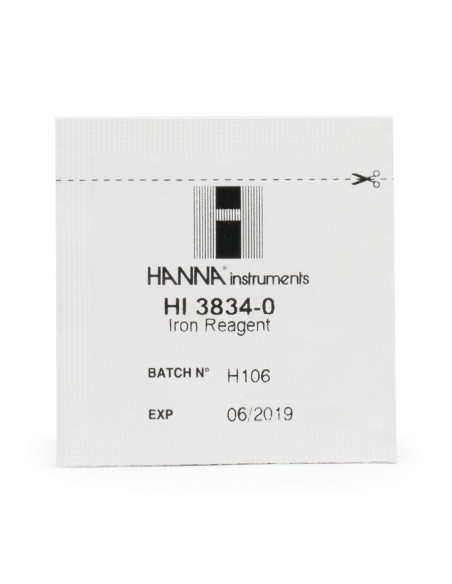 H
HANNA® instruments
HI 3834-0
Iron Reagent
BATCH N° H106
EXP 06/2019